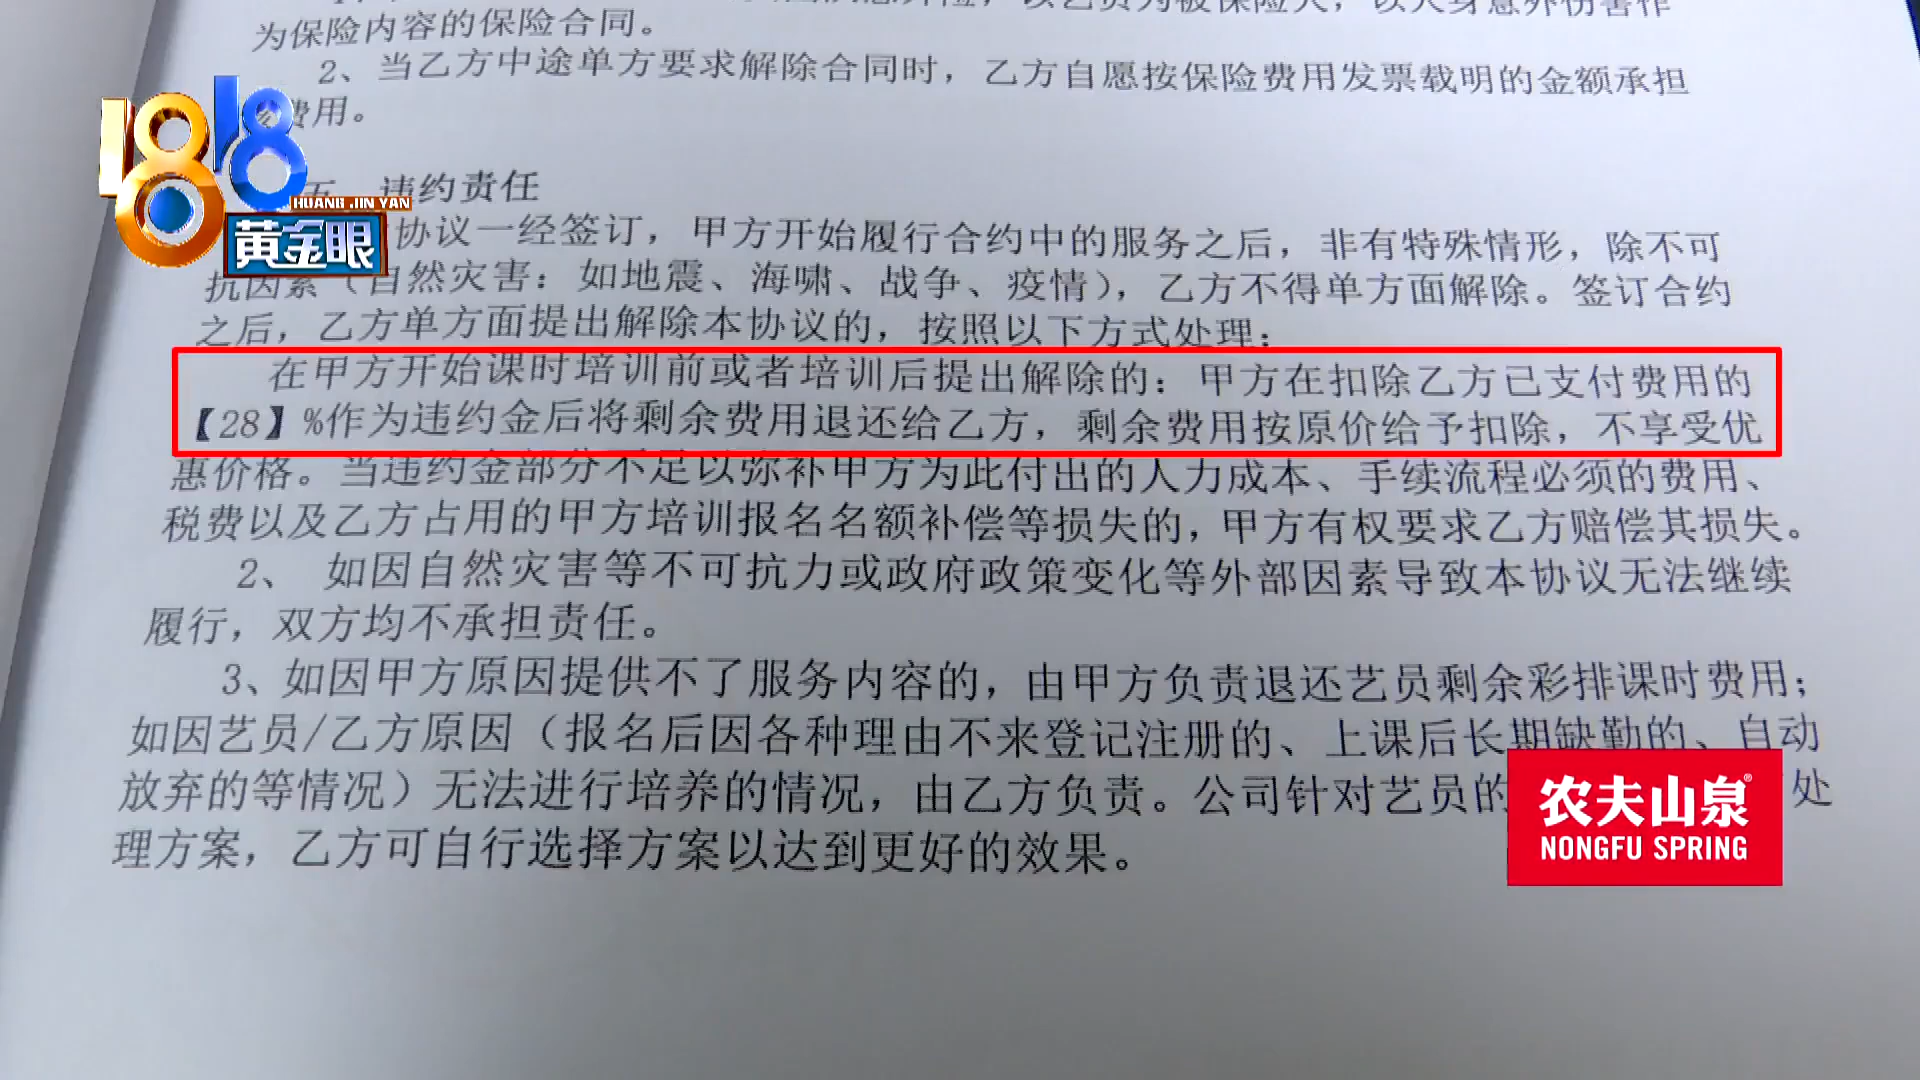 为保险内容的保险合同。
2、当乙方中途单方要求解除合同时，乙方自愿按保险费用发票载明的金额承担
费用。
1818
HUANG JIN YAN
黄金眼
五、违约责任
协议一经签订，甲方开始履行合约中的服务之后，非有特殊情形，除不可
抗因素（自然灾害：如地震、海啸、战争、疫情），乙方不得单方面解除。签订合约
之后，乙方单方面提出解除本协议的，按照以下方式处理：
在甲方开始课时培训前或者培训后提出解除的：甲方在扣除乙方已支付费用的
【28】%作为违约金后将剩余费用退还给乙方，剩余费用按原价给予扣除，不享受优
惠价格。当违约金部分不足以弥补甲方为此付出的人力成本、手续流程必须的费用、
税费以及乙方占用的甲方培训报名名额补偿等损失的，甲方有权要求乙方赔偿其损失。
2、 如因自然灾害等不可抗力或政府政策变化等外部因素导致本协议无法继续
履行，双方均不承担责任。
3、如因甲方原因提供不了服务内容的，由甲方负责退还艺员剩余彩排课时费用；
如因艺员/乙方原因（报名后因各种理由不来登记注册的、上课后长期缺勤的、自动
放弃的等情况）无法进行培养的情况，由乙方负责。公司针对艺员的 处
理方案，乙方可自行选择方案以达到更好的效果。
农夫山泉®
NONGFU SPRING